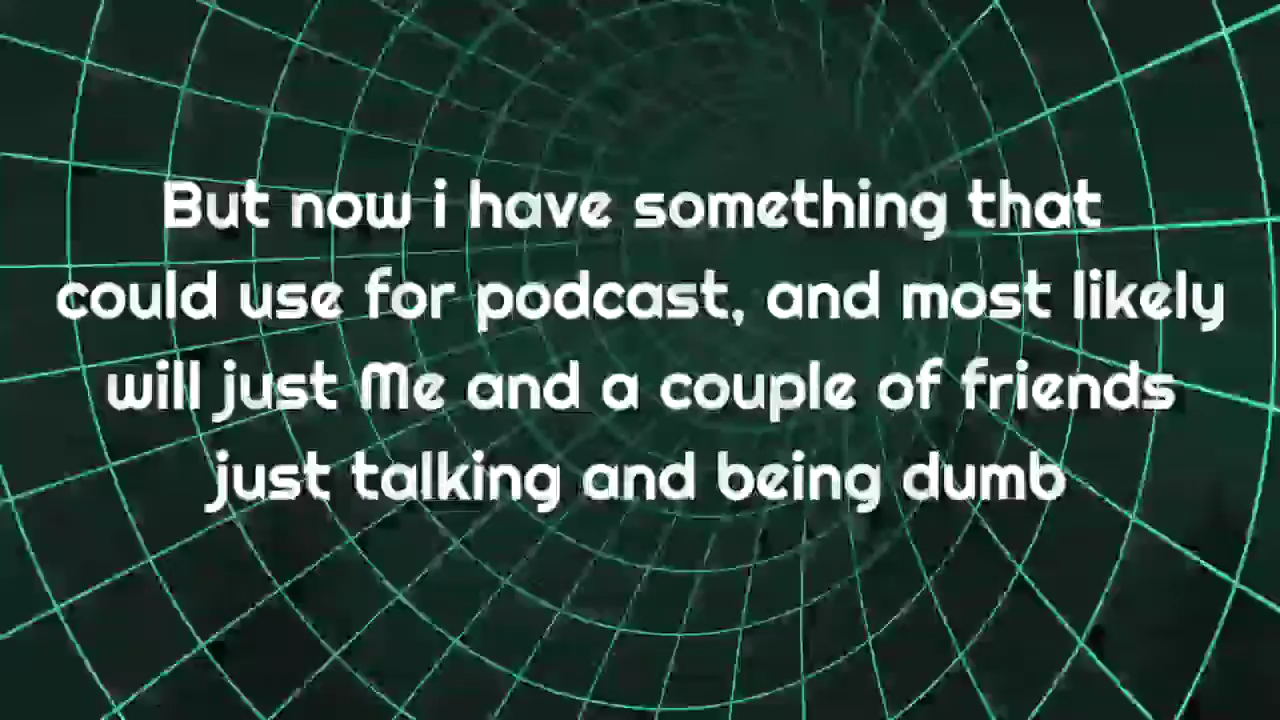 But now i have something that
could use for podcast, and most likely
will just Me and a couple of friends
just talking and being dumb